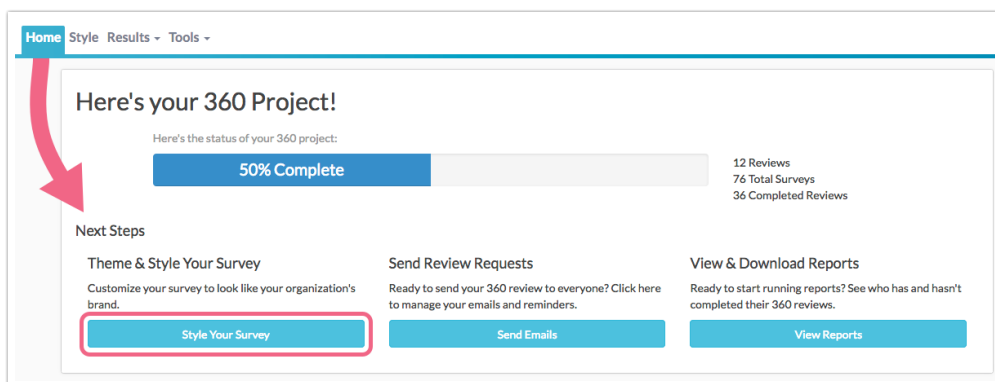 Home Style Results Tools
Here's your 360 Project!
Here's the status of your 360 project:
50% Complete
12 Reviews
76 Total Surveys
36 Completed Reviews
Next Steps
Theme & Style Your Survey
Customize your survey to look like your organization's
brand.
Style Your Survey
Send Review Requests
Ready to send your 360 review to everyone? Click here
to manage your emails and reminders.
Send Emails
View & Download Reports
Ready to start running reports? See who has and hasn't
completed their 360 reviews.
View Reports